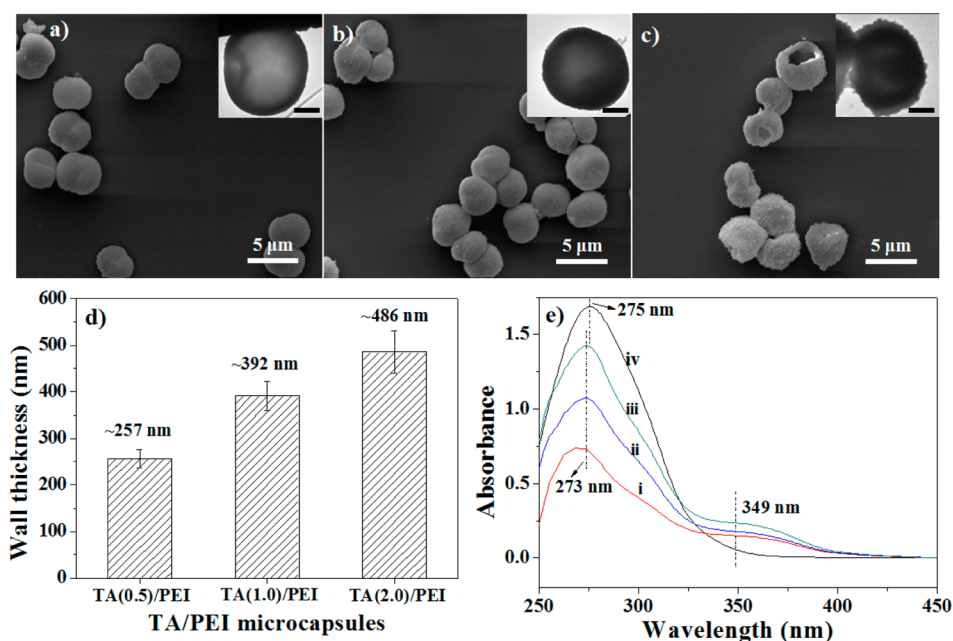 a)
5 µm
b)
5 µm
c)
5 µm
d)
Wall thickness (nm)
600
500
400
300
200
100
0
~257 nm
~392 nm
~486 nm
TA(0.5)/PEI
TA(1.0)/PEI
TA(2.0)/PEI
TA/PEI microcapsules
e)
Absorbance
1.5
1.0
0.5
0.0
275 nm
iv
iii
ii
i
273 nm
349 nm
250
300
350
400
450
Wavelength (nm)